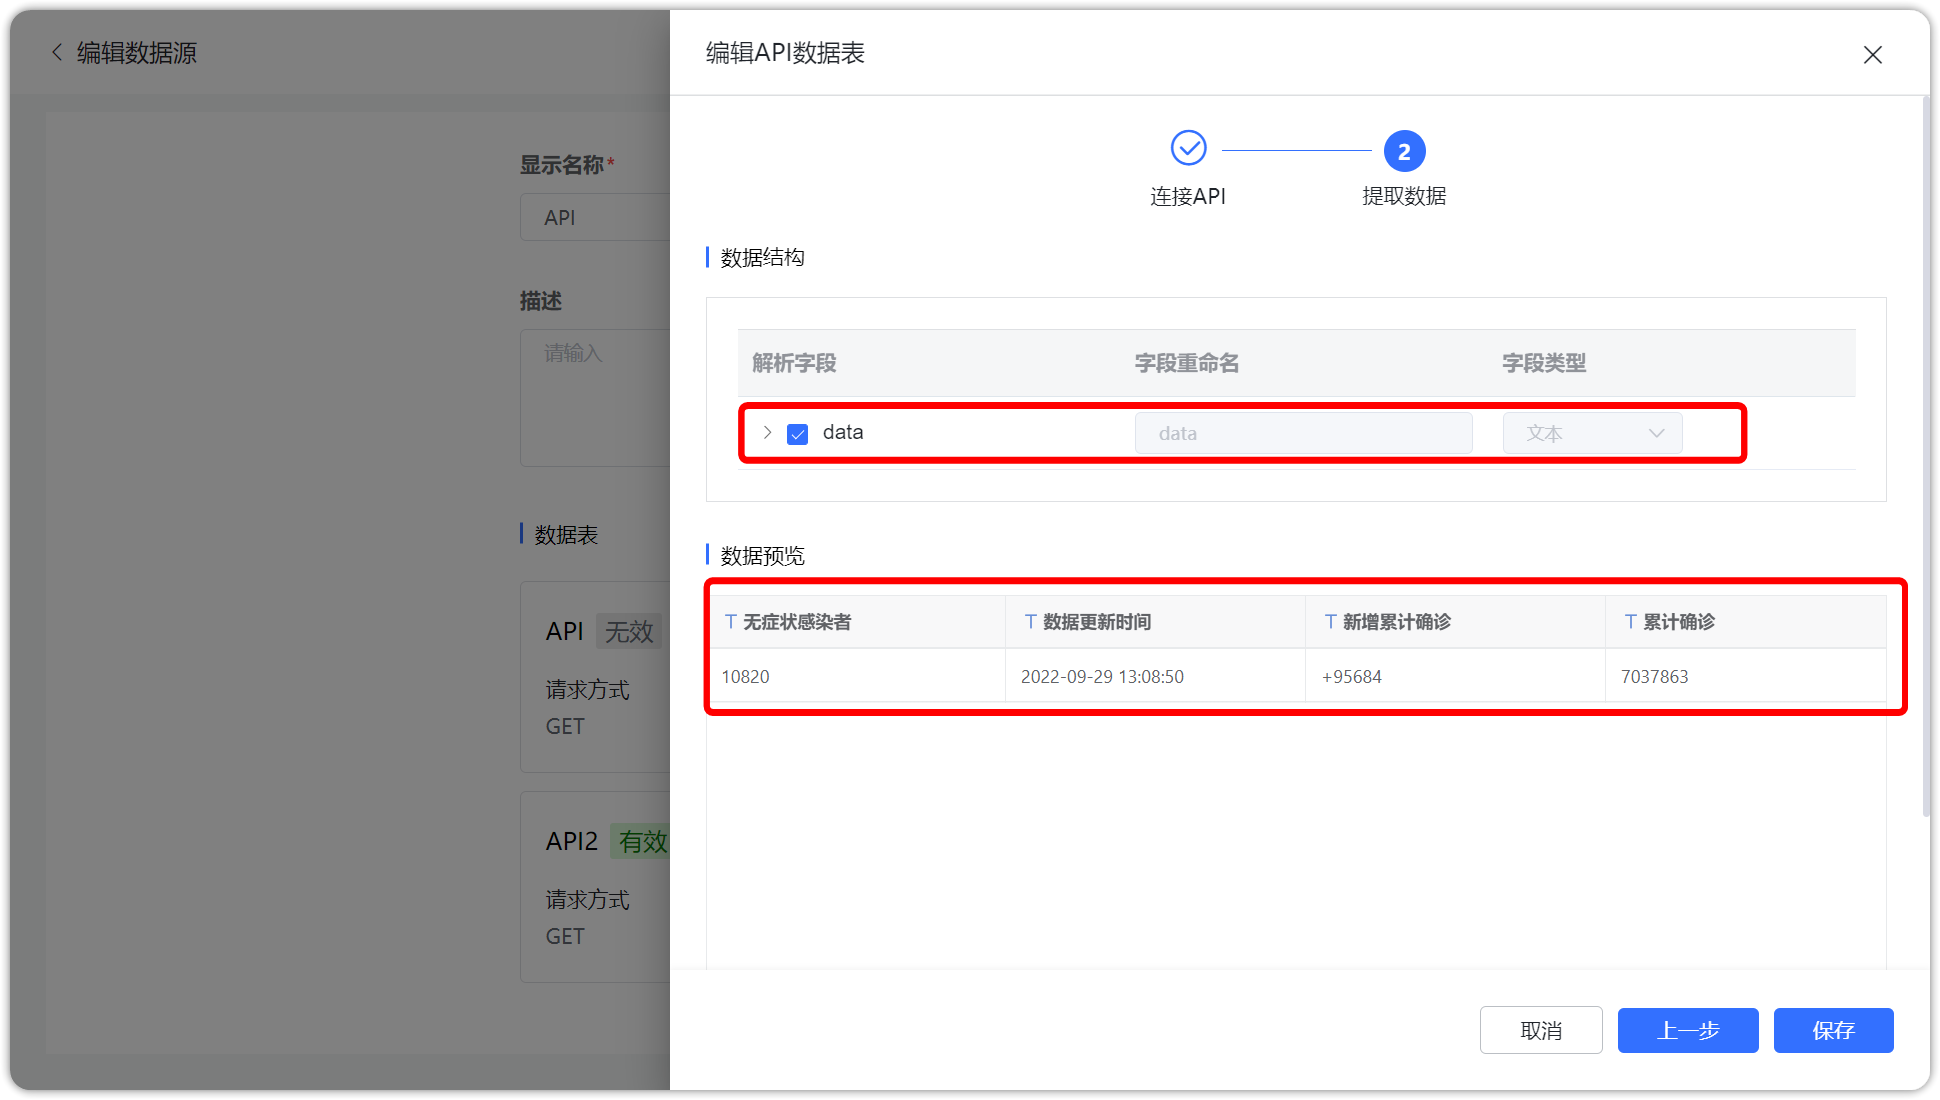 编辑数据源
显示名称*
API
描述
请输入
数据表
API 无效
请求方式
GET
API2 有效
请求方式
GET
编辑API数据表
2
连接API 提取数据
数据结构
解析字段 字段重命名 字段类型
data data 文本
数据预览
T 无症状感染者 T 数据更新时间 T 新增累计确诊 T 累计确诊
10820 2022-09-29 13:08:50 +95684 7037863
取消 上一步 保存